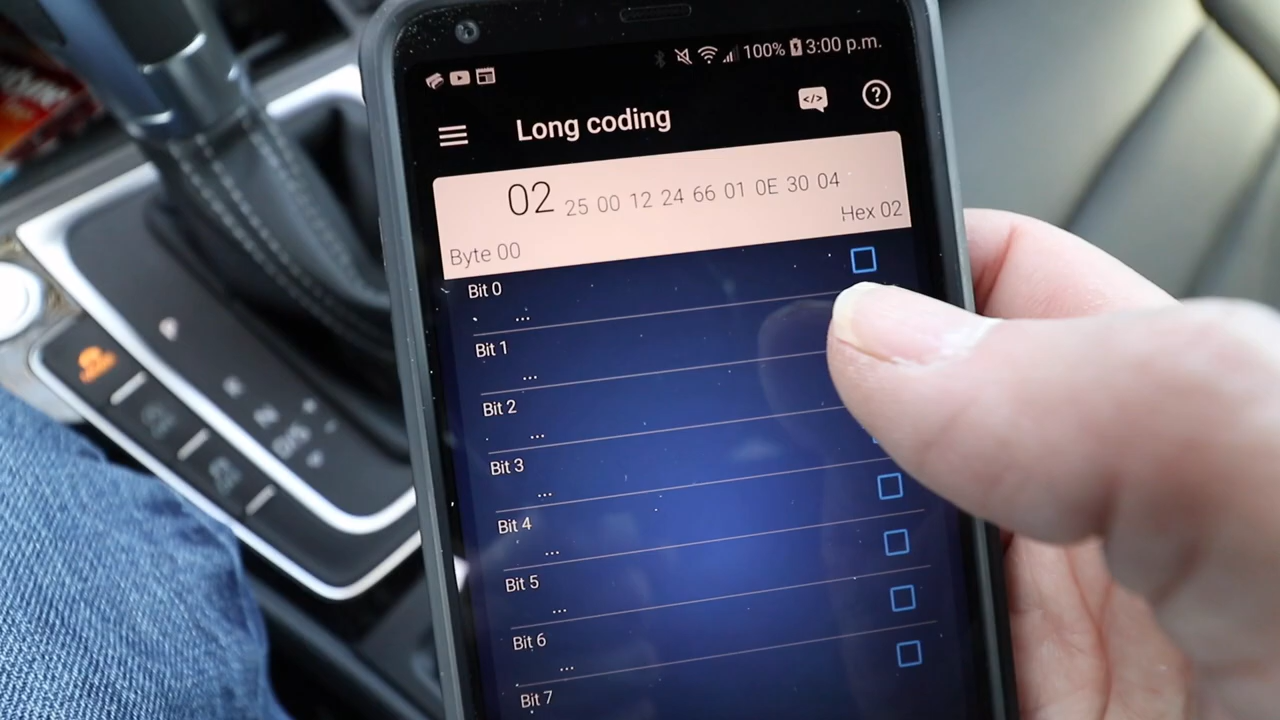 100% 3:00 p.m.
Long coding
02 25 00 12 24 66 01 0E 30 04
Hex 02
Byte 00
Bit 0
...
Bit 1
...
Bit 2
...
Bit 3
...
Bit 4
...
Bit 5
...
Bit 6
...
Bit 7
P
R
N
D/S
+
-